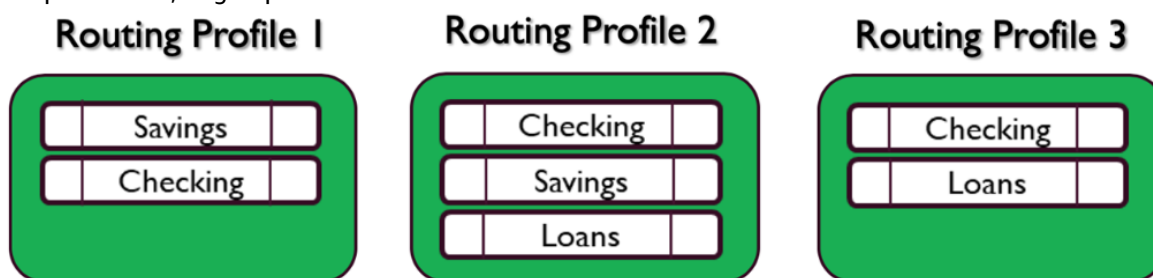 Routing Profile 1
Savings
Checking
Routing Profile 2
Checking
Savings
Loans
Routing Profile 3
Checking
Loans